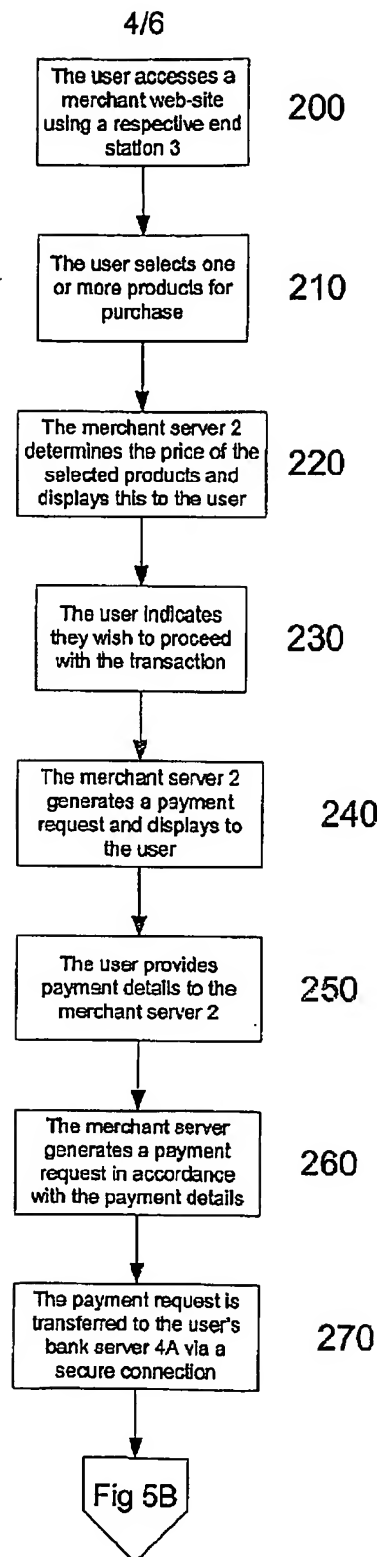 4/6
The user accesses a
merchant web-site
using a respective end
station 3
200
The user selects one
or more products for
purchase
210
The merchant server 2
determines the price of the
selected products and
displays this to the user
220
The user indicates
they wish to proceed
with the transaction
230
The merchant server 2
generates a payment
request and displays to
the user
240
The user provides
payment details to the
merchant server 2
250
The merchant server
generates a payment
request in accordance
with the payment details
260
The payment request is
transferred to the user's
bank server 4A via a
secure connection
270
Fig 5B